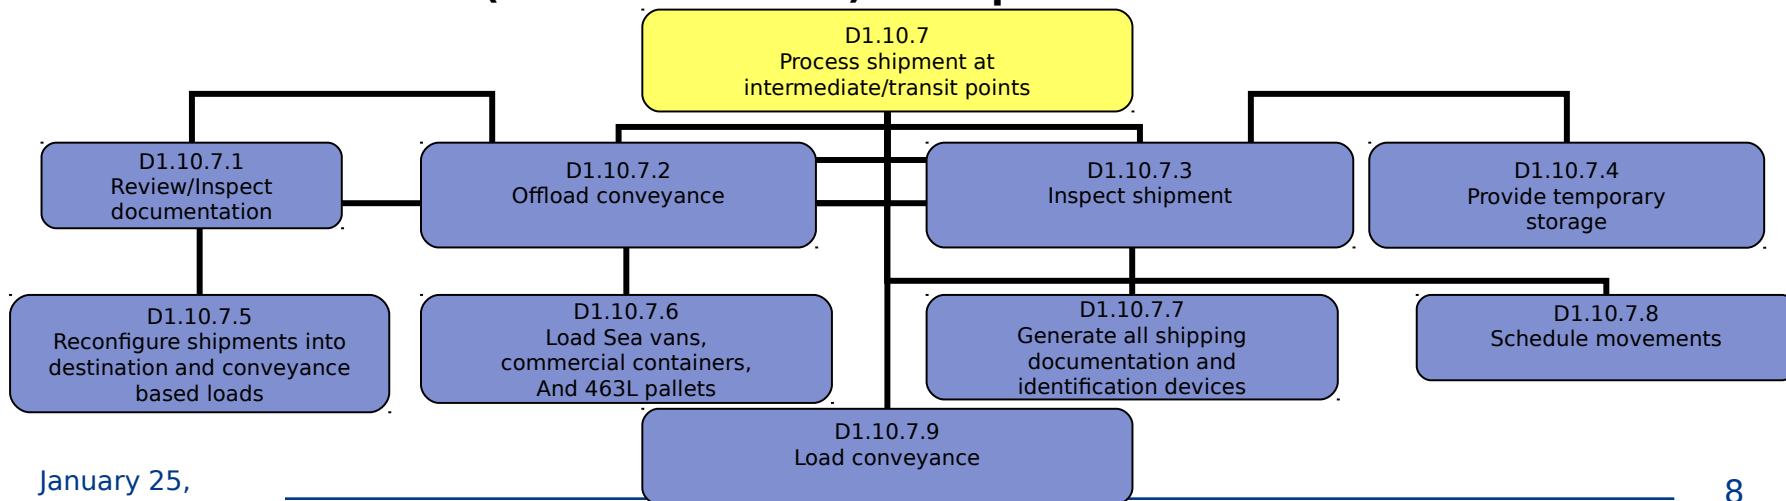 D1.10.7
Process shipment at
intermediate/transit points
D1.10.7.1
Review/Inspect
documentation
D1.10.7.2
Offload conveyance
D1.10.7.3
Inspect shipment
D1.10.7.4
Provide temporary
storage
D1.10.7.5
Reconfigure shipments into
destination and conveyance
based loads
D1.10.7.6
Load Sea vans,
commercial containers,
And 463L pallets
D1.10.7.7
Generate all shipping
documentation and
identification devices
D1.10.7.8
Schedule movements
D1.10.7.9
Load conveyance
January 25,
8